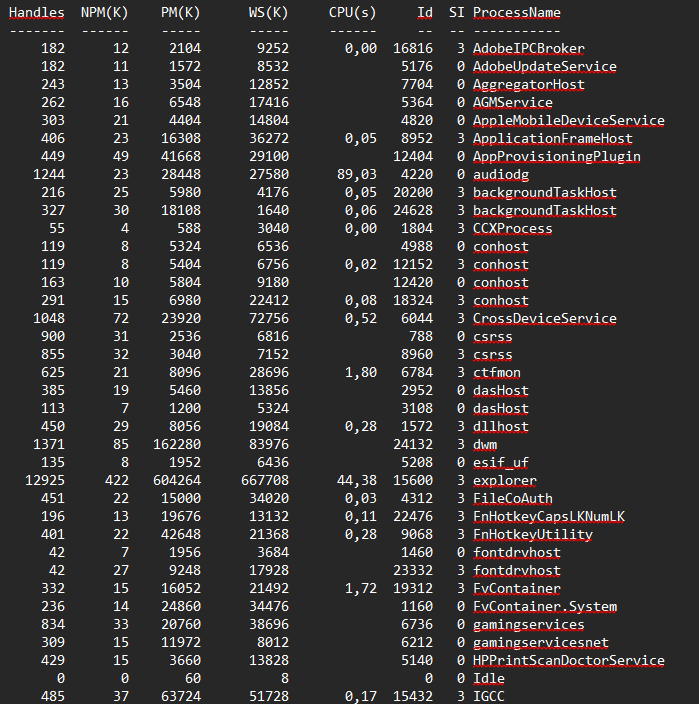 Handles NPM(K) PM(K) WS(K) CPU(s) Id SI ProcessName
------- ------ ----- ----- ------ -- -- -----------
182 12 2104 9252 0,00 16816 3 AdobeIPCBroker
182 11 1572 8532 5176 0 AdobeUpdateService
243 13 3504 12852 7704 0 AggregatorHost
262 16 6548 17416 5364 0 AGMService
303 21 4404 14804 4820 0 AppleMobileDeviceService
406 23 16308 36272 0,05 8952 3 ApplicationFrameHost
449 49 41668 29100 12404 0 AppProvisioningPlugin
1244 23 28448 27580 89,03 4220 0 audiodg
216 25 5980 4176 0,05 20200 3 backgroundTaskHost
327 30 18108 1640 0,06 24628 3 backgroundTaskHost
55 4 588 3040 0,00 1804 3 CCXProcess
119 8 5324 6536 4988 0 conhost
119 8 5404 6756 0,02 12152 3 conhost
163 10 5804 9180 12420 0 conhost
291 15 6980 22412 0,08 18324 3 conhost
1048 72 23920 72756 0,52 6044 3 CrossDeviceService
900 31 2536 6816 788 0 csrss
855 32 3040 7152 8960 3 csrss
625 21 8096 28696 1,80 6784 3 ctfmon
385 19 5460 13856 2952 0 dasHost
113 7 1200 5324 3108 0 dasHost
450 29 8056 19084 0,28 1572 3 dllhost
1371 85 162280 83976 24132 3 dwm
135 8 1952 6436 5208 0 esif_uf
12925 422 604264 667708 44,38 15600 3 explorer
451 22 15000 34020 0,03 4312 3 FileCoAuth
196 13 19676 13132 0,11 22476 3 FnHotkeyCapsLKNumLK
401 22 42648 21368 0,28 9068 3 FnHotkeyUtility
42 7 1956 3684 1460 0 fontdrvhost
42 27 9248 17928 23332 3 fontdrvhost
332 15 16052 21492 1,72 19312 3 FvContainer
236 14 24860 34476 1160 0 FvContainer.System
834 33 20760 38696 6736 0 gamingservices
309 15 11972 8012 6212 0 gamingservicesnet
429 15 3660 13828 5140 0 HPPrintScanDoctorService
0 0 60 8 0 0 Idle
485 37 63724 51728 0,17 15432 3 IGCC